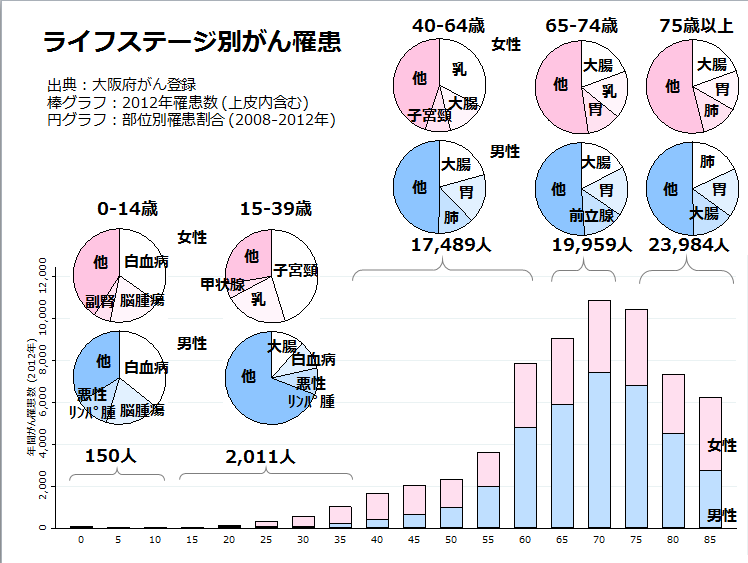 ライフステージ別がん罹患
出典：大阪府がん登録
棒グラフ：2012年罹患数 (上皮内含む)
円グラフ：部位別罹患割合 (2008-2012年)
40-64歳
65-74歳
75歳以上
女性
他
乳
大腸
子宮頸
他
大腸
乳
胃
他
大腸
胃
肺
男性
他
大腸
胃
肺
他
大腸
胃
前立腺
他
肺
胃
大腸
17,489人
19,959人
23,984人
0-14歳
15-39歳
女性
他
白血病
副腎
脳腫瘍
他
子宮頸
甲状腺
乳
男性
他
白血病
悪性
ﾘﾝﾊﾟ腫
脳腫瘍
他
大腸
白血病
悪性
ﾘﾝﾊﾟ腫
150人
2,011人
年間がん罹患数 (2012年)
12,000
10,000
8,000
6,000
4,000
2,000
0
女性
男性
0 5 10 15 20 25 30 35 40 45 50 55 60 65 70 75 80 85